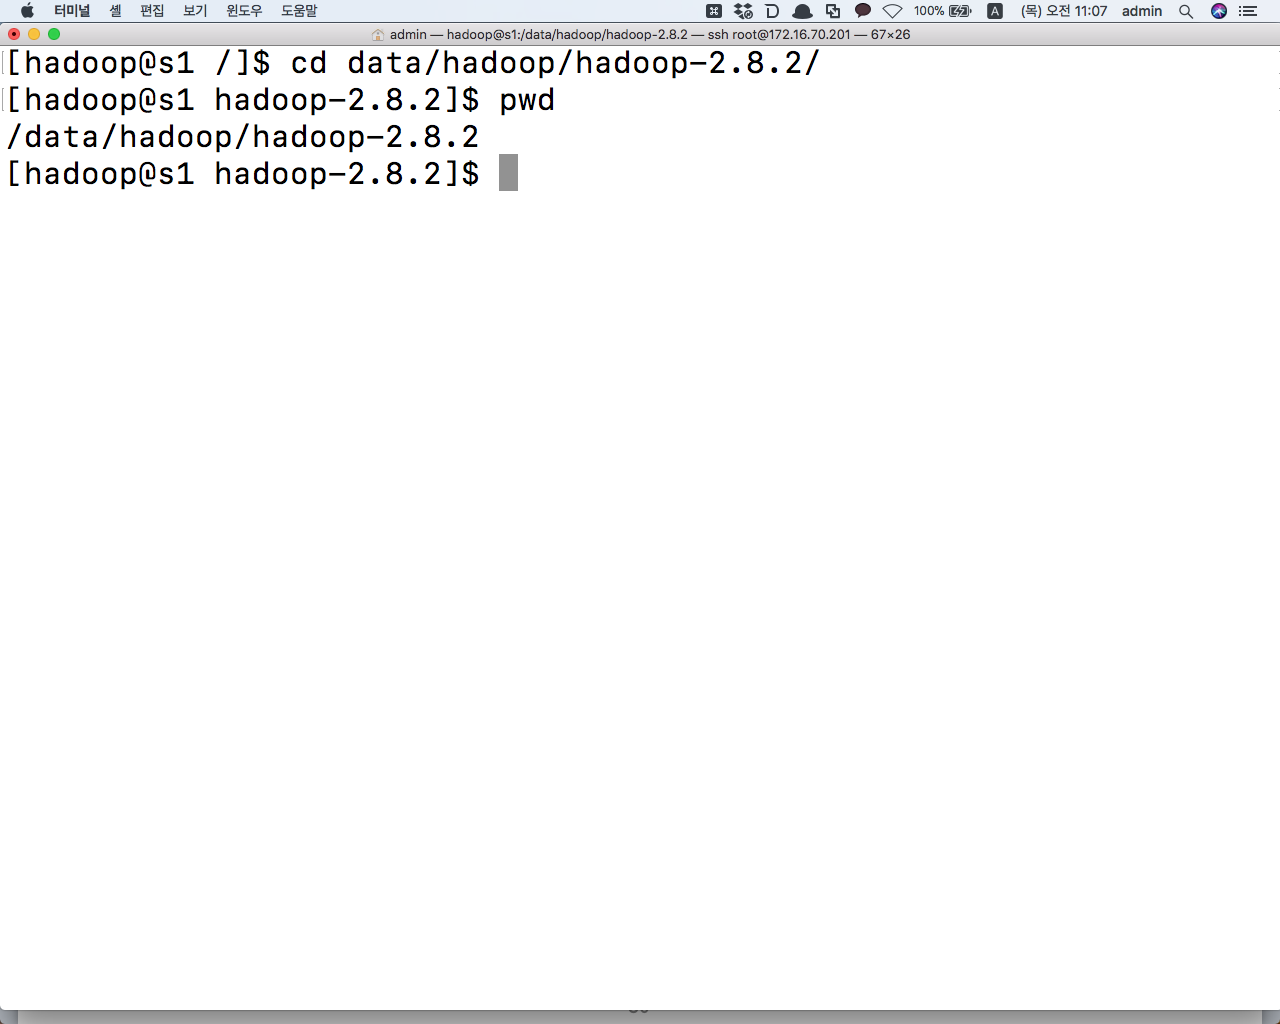 터미널 셸 편집 보기 윈도우 도움말 100% A (목) 오전 11:07 admin
admin — hadoop@s1:/data/hadoop/hadoop-2.8.2 — ssh root@172.16.70.201 — 67×26
[hadoop@s1 /]$ cd data/hadoop/hadoop-2.8.2/
[hadoop@s1 hadoop-2.8.2]$ pwd
/data/hadoop/hadoop-2.8.2
[hadoop@s1 hadoop-2.8.2]$